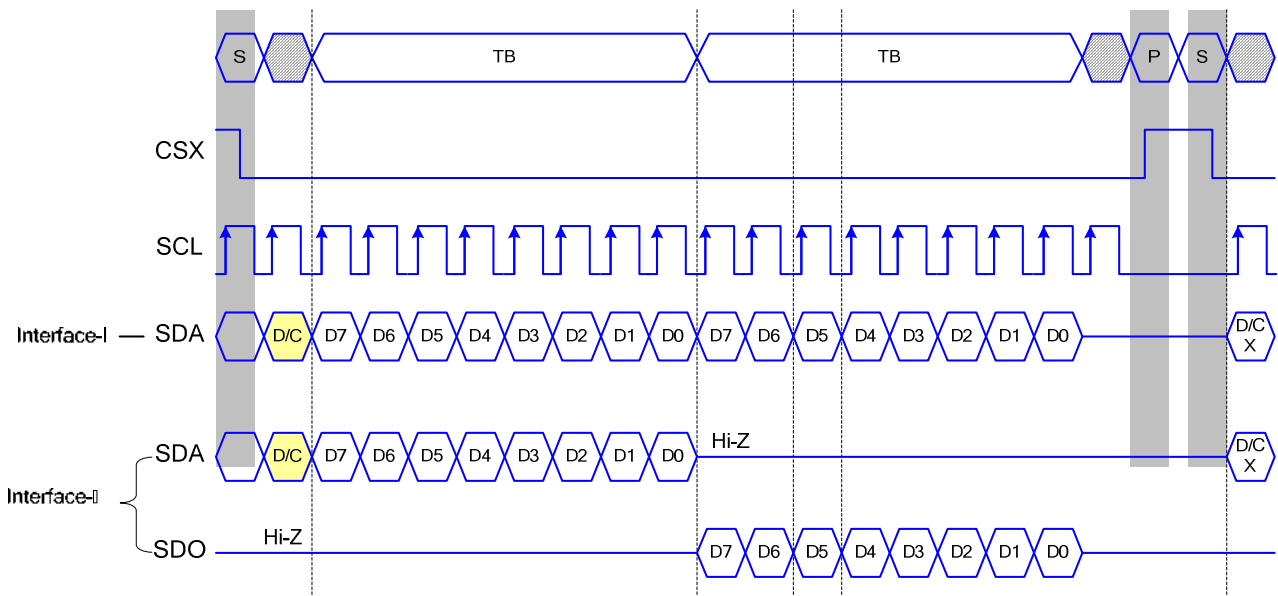 S TB TB P S
CSX
SCL
Interface-I SDA D/C D7 D6 D5 D4 D3 D2 D1 D0 D7 D6 D5 D4 D3 D2 D1 D0 D/C
X
SDA D/C D7 D6 D5 D4 D3 D2 D1 D0 Hi-Z D/C
X
Interface-▯
SDO Hi-Z D7 D6 D5 D4 D3 D2 D1 D0